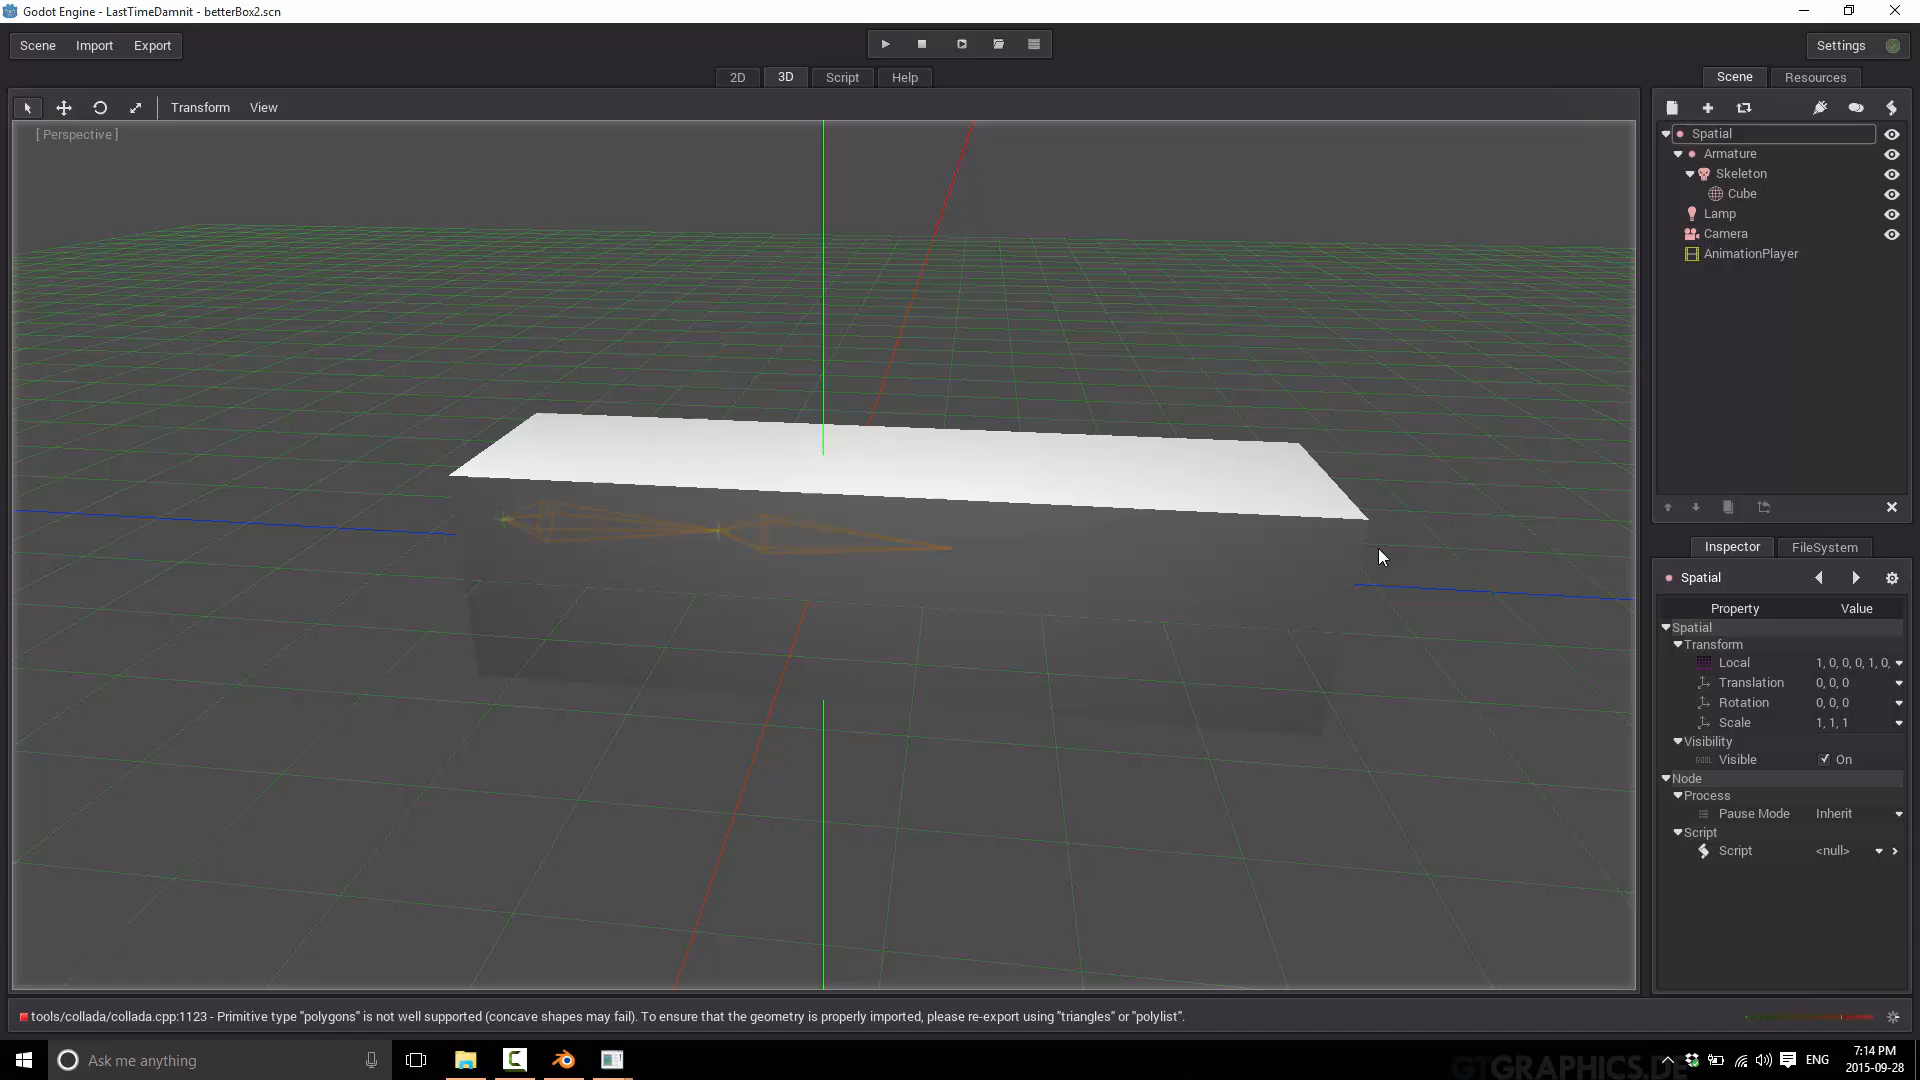 Godot Engine - LastTimeDamnit - betterBox2.scn
Scene Import Export
Settings
2D 3D Script Help
Scene Resources
Transform View
[ Perspective ]
Spatial
Armature
Skeleton
Cube
Lamp
Camera
AnimationPlayer
Inspector FileSystem
Spatial
Property Value
Spatial
Transform
Local 1, 0, 0, 0, 1, 0,
Translation 0, 0, 0
Rotation 0, 0, 0
Scale 1, 1, 1
Visibility
Visible On
Node
Process
Pause Mode Inherit
Script
Script <null>
tools/collada/collada.cpp:1123 - Primitive type "polygons" is not well supported (concave shapes may fail). To ensure that the geometry is properly imported, please re-export using "triangles" or "polylist".
Ask me anything
ENG
7:14 PM
2015-09-28